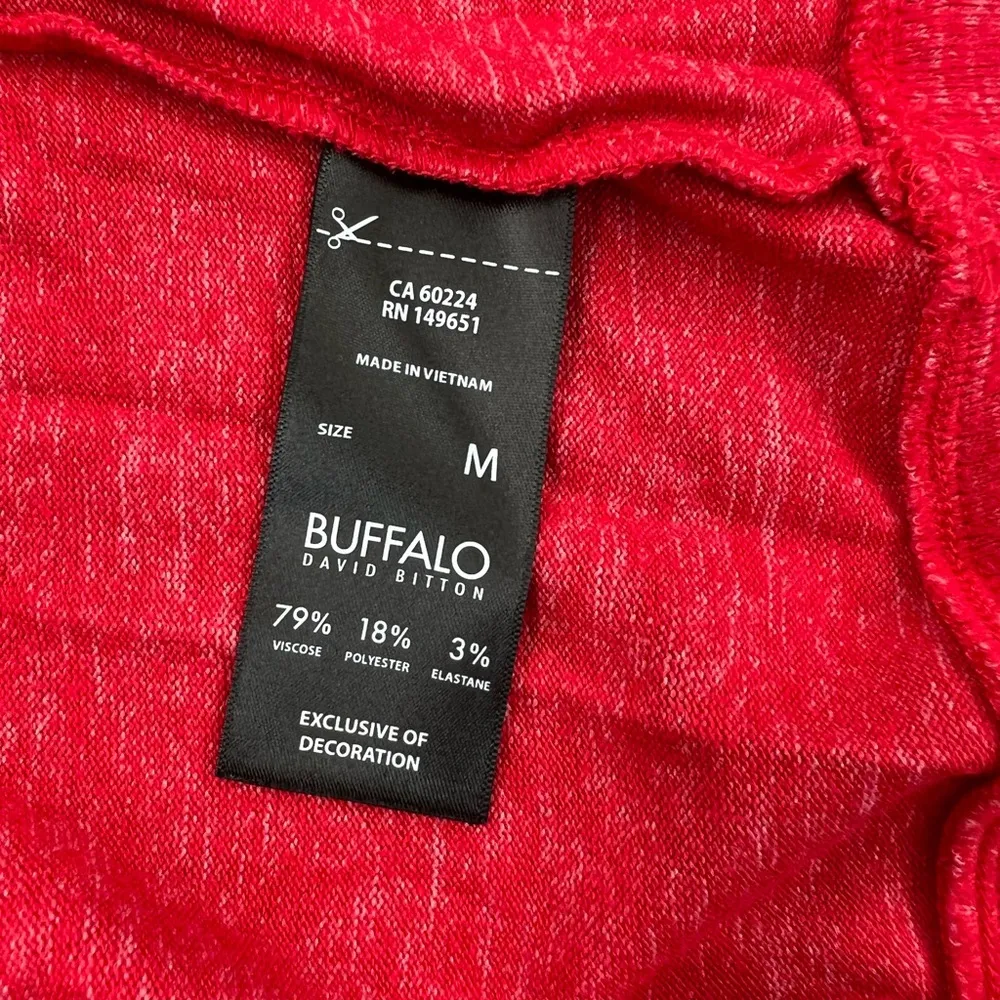 CA 60224
RN 149651
MADE IN VIETNAM
SIZE
M
BUFFALO
DAVID BITTON
79% 18% 3%
VISCOSE POLYESTER ELASTANE
EXCLUSIVE OF
DECORATION